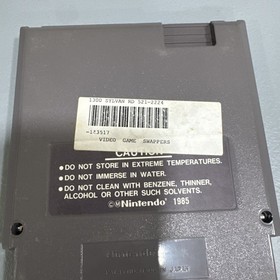 1300 SYLVAN RD 521-2224
-173517
VIDEO GAME SWAPPERS
CAUTION
● DO NOT STORE IN EXTREME TEMPERATURES.
● DO NOT IMMERSE IN WATER.
● DO NOT CLEAN WITH BENZENE, THINNER,
ALCOHOL OR OTHER SUCH SOLVENTS.
©Ⓜ Nintendo® 1985